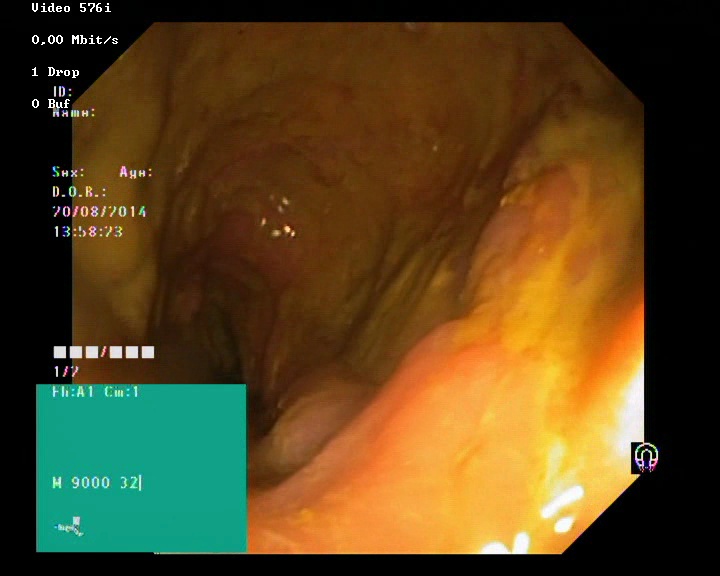 Video 576i
0,00 Mbit/s
1 Drop
ID:
0 Buf
Name:
Sex: Age:
D.O.B.:
20/08/2014
13:58:23
■■■/■■■
1/2
Eh:A1 Cm:1
M 9000 32